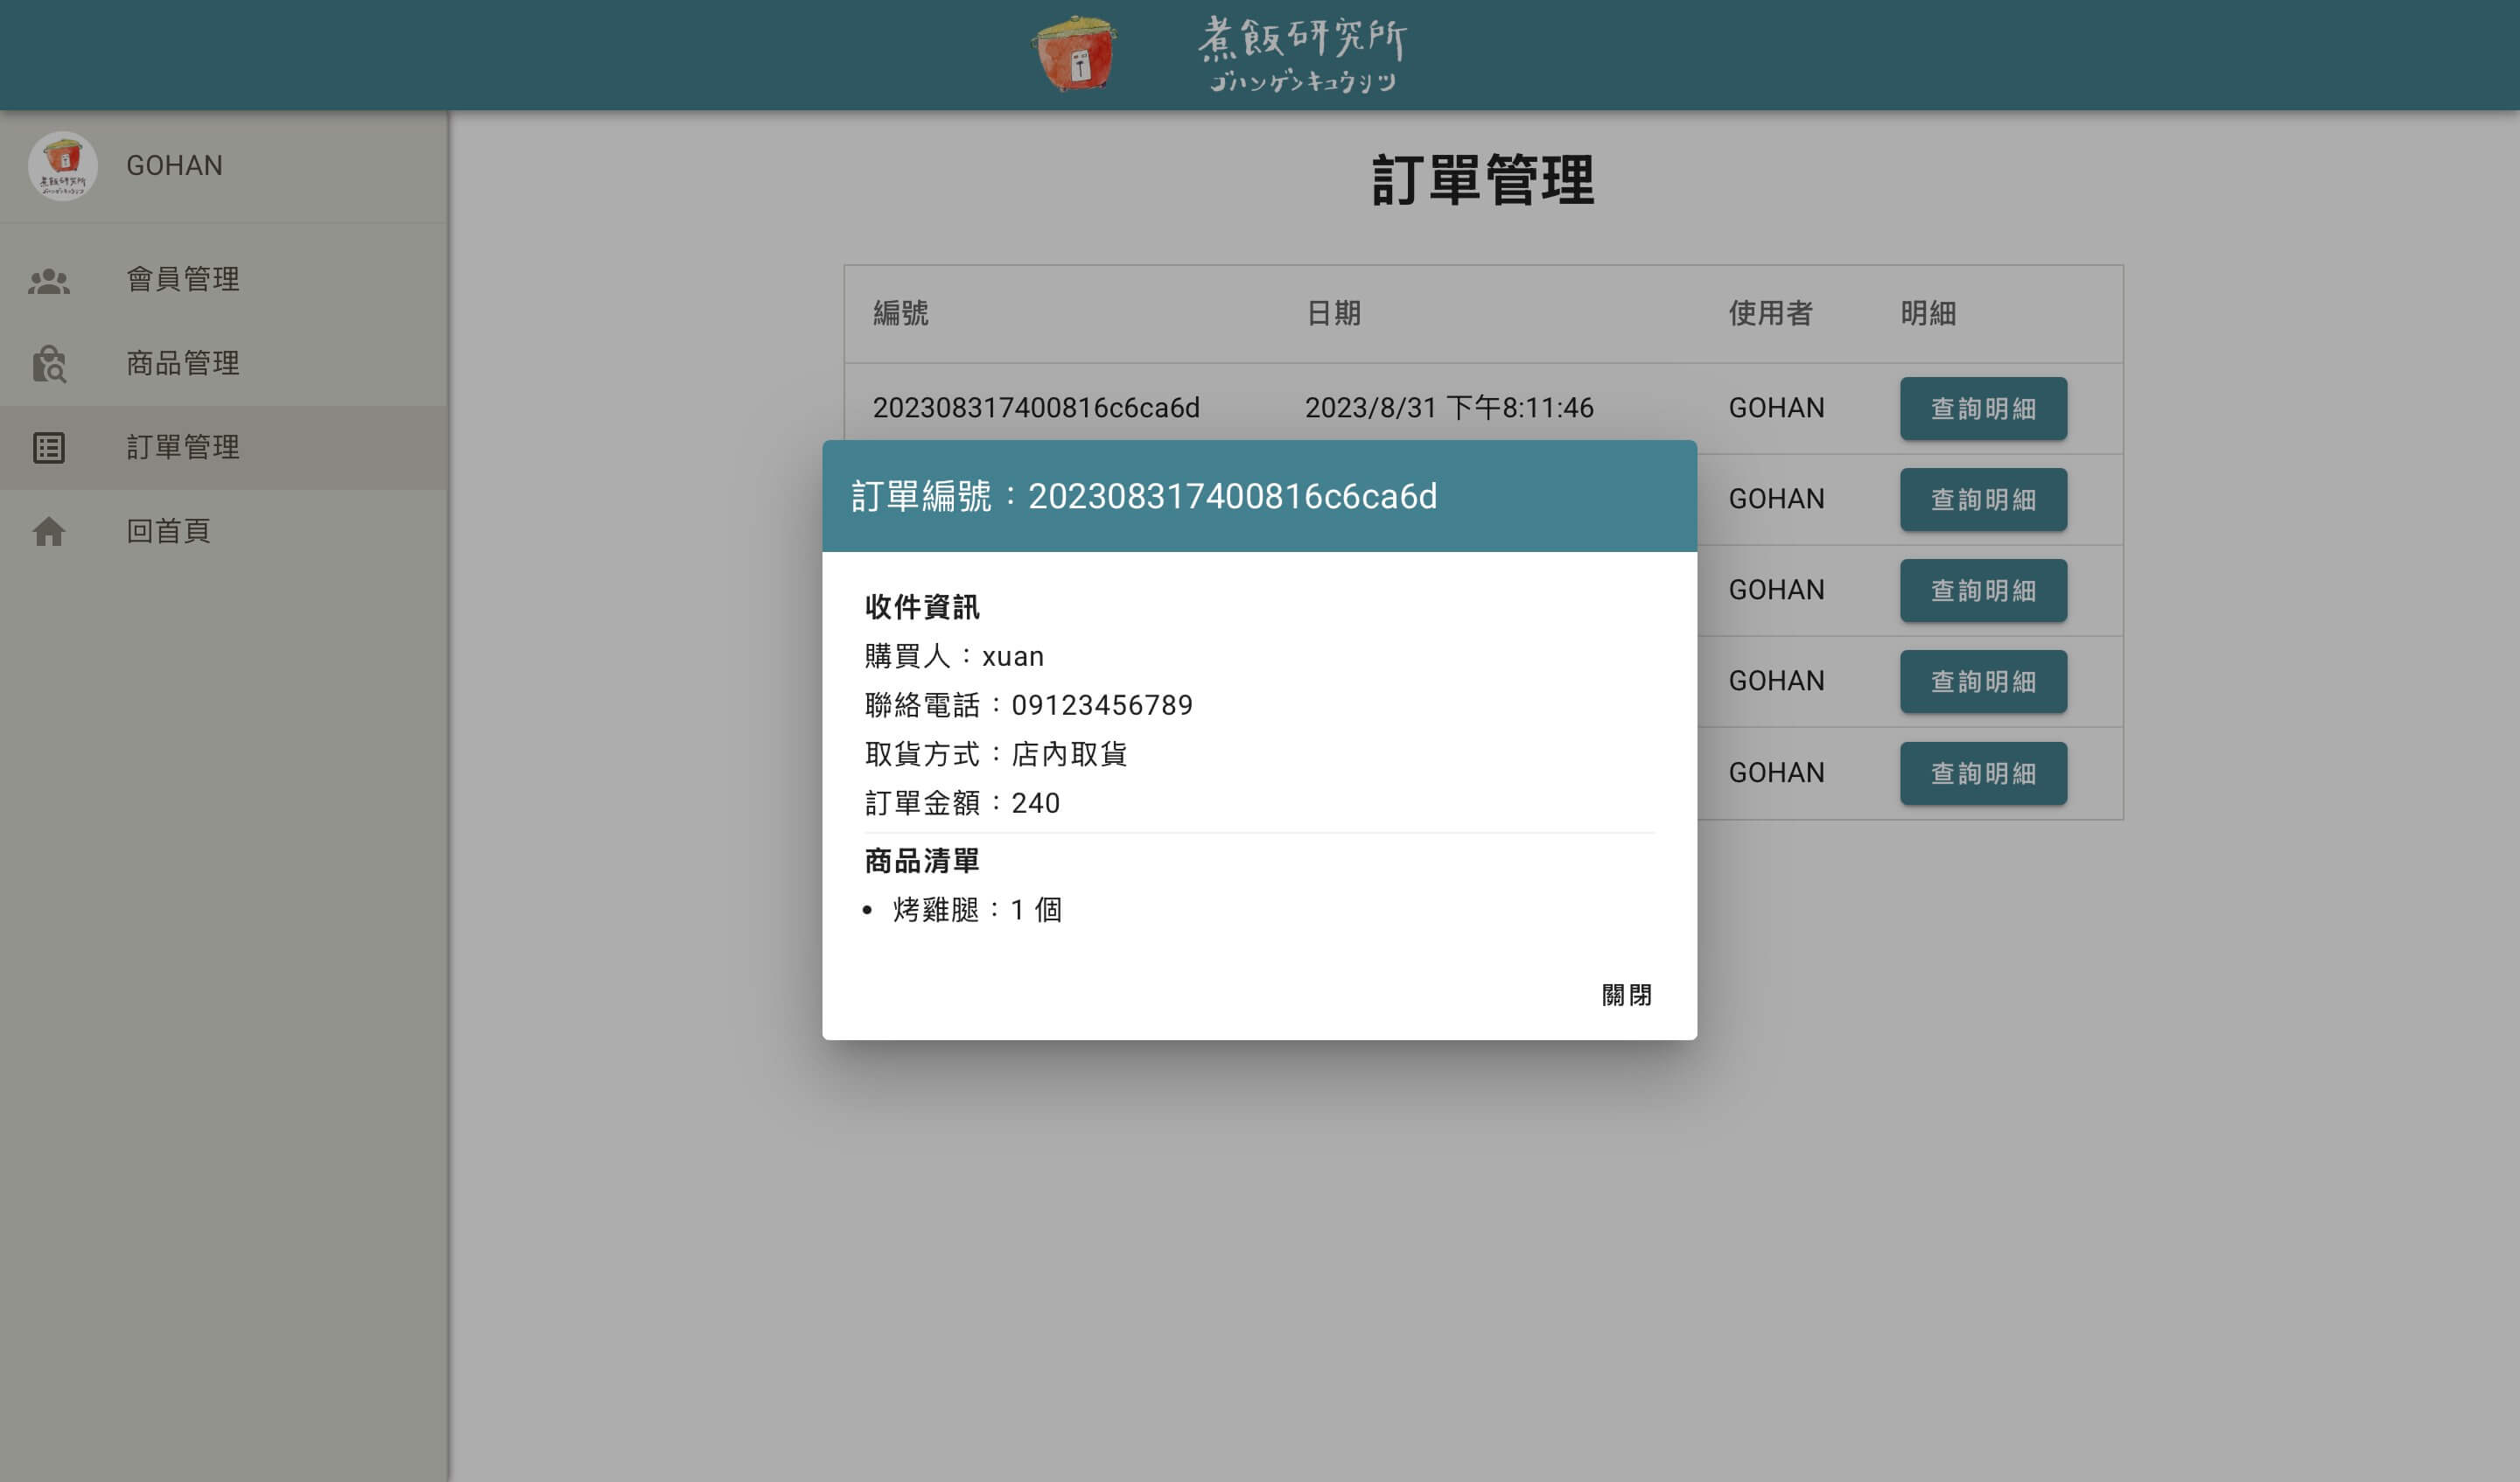 煮飯研究所
ゴハンゲンキュウジツ
煮飯研究所
GOHAN
會員管理
商品管理
訂單管理
回首頁
訂單管理
編號 日期 使用者 明細
202308317400816c6ca6d 2023/8/31 下午8:11:46 GOHAN 查詢明細
GOHAN 查詢明細
GOHAN 查詢明細
GOHAN 查詢明細
GOHAN 查詢明細
訂單編號：202308317400816c6ca6d
收件資訊
購買人：xuan
聯絡電話：09123456789
取貨方式：店內取貨
訂單金額：240
商品清單
• 烤雞腿：1 個
關閉